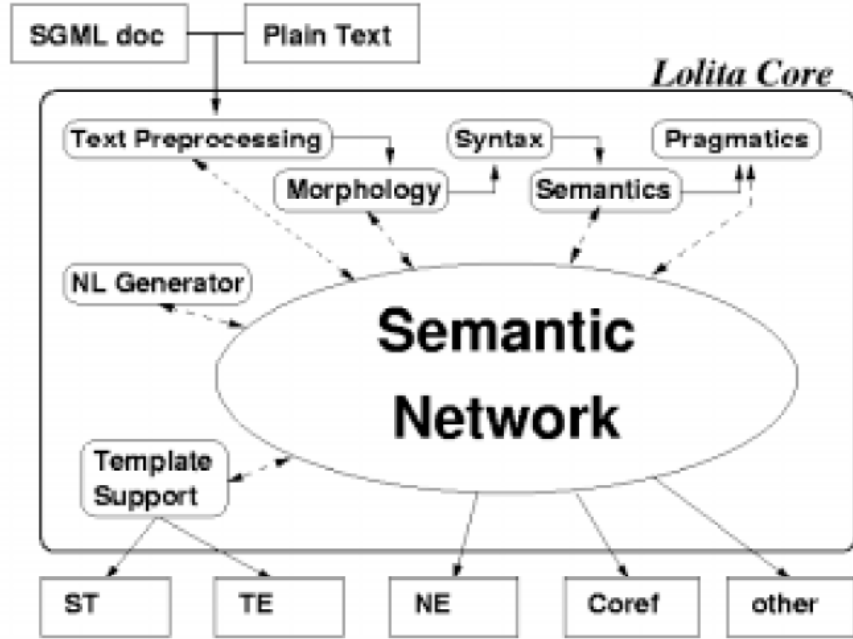 SGML doc
Plain Text
Lolita Core
Text Preprocessing
Syntax
Pragmatics
Morphology
Semantics
NL Generator
Semantic
Network
Template
Support
ST
TE
NE
Coref
other